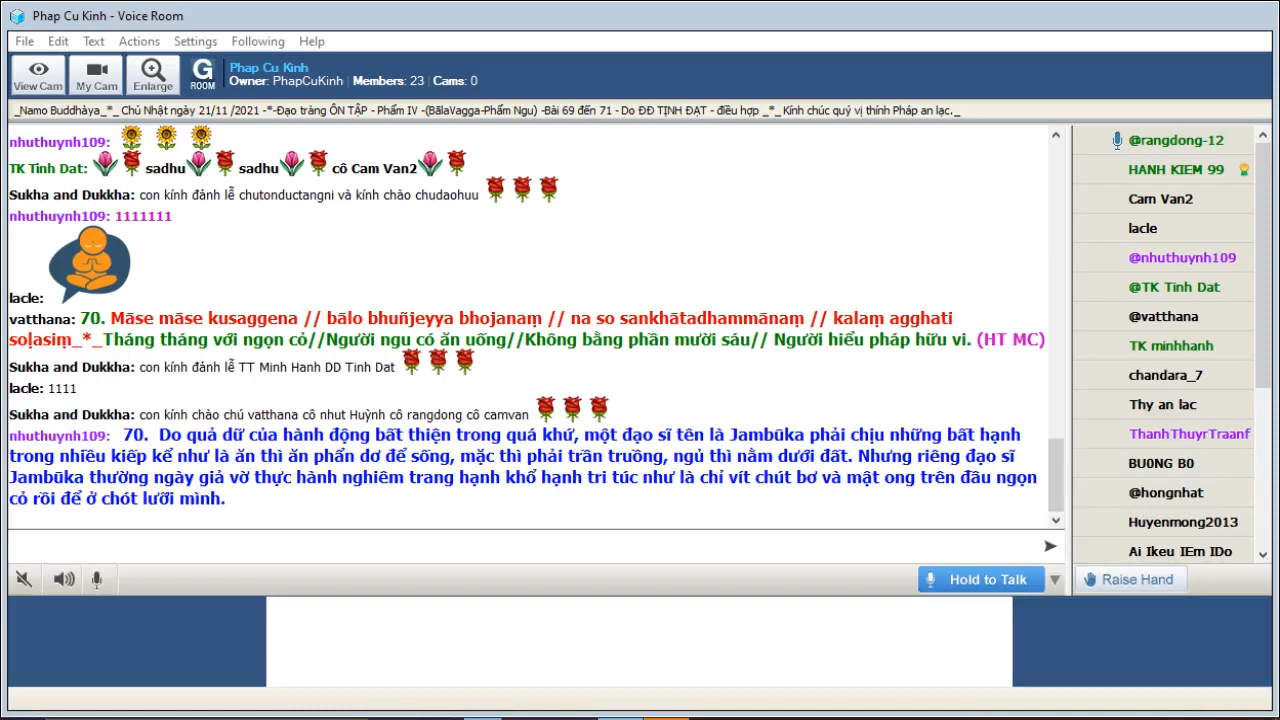 Phap Cu Kinh - Voice Room
File Edit Text Actions Settings Following Help
View Cam My Cam Enlarge G ROOM
Phap Cu Kinh
Owner: PhapCuKinh | Members: 23 | Cams: 0
_Namo Buddhàya_*_ Chủ Nhật ngày 21/11 /2021 -*-Đạo tràng ÔN TẬP - Phẩm IV -(BālaVagga-Phẩm Ngu) -Bài 69 đến 71 - Do ĐĐ TỊNH ĐẠT - điều hợp _*_ Kính chúc quý vị thính Pháp an lạc._
nhuthuynh109:
TK Tinh Dat: sadhu sadhu cô Cam Van2
Sukha and Dukkha: con kính đảnh lễ chutonductangni và kính chào chudaohuu
nhuthuynh109: 1111111
lacle:
vatthana: 70. Māse māse kusaggena // bālo bhuñjeyya bhojanaṃ // na so sankhātadhammānaṃ // kalaṃ agghati
soḷasiṃ_*_Tháng tháng với ngọn cỏ//Người ngu có ăn uống//Không bằng phần mười sáu// Người hiểu pháp hữu vi. (HT MC)
Sukha and Dukkha: con kính đảnh lễ TT Minh Hanh DD Tinh Dat
lacle: 1111
Sukha and Dukkha: con kính chào chú vatthana cô nhut Huỳnh cô rangdong cô camvan
nhuthuynh109: 70. Do quả dữ của hành động bất thiện trong quá khứ, một đạo sĩ tên là Jambūka phải chịu những bất hạnh
trong nhiều kiếp kể như là ăn thì ăn phẩn dơ để sống, mặc thì phải trần truồng, ngủ thì nằm dưới đất. Nhưng riêng đạo sĩ
Jambūka thường ngày giả vờ thực hành nghiêm trang hạnh khổ hạnh tri túc như là chỉ vít chút bơ và mật ong trên đầu ngọn
cỏ rồi để ở chót lưỡi mình.
@rangdong-12
HANH KIEM 99
Cam Van2
lacle
@nhuthuynh109
@TK Tinh Dat
@vatthana
TK minhhanh
chandara_7
Thy an lac
ThanhThuyrTraanf
BU0NG B0
@hongnhat
Huyenmong2013
Ai Ikeu IEm IDo
Hold to Talk
Raise Hand